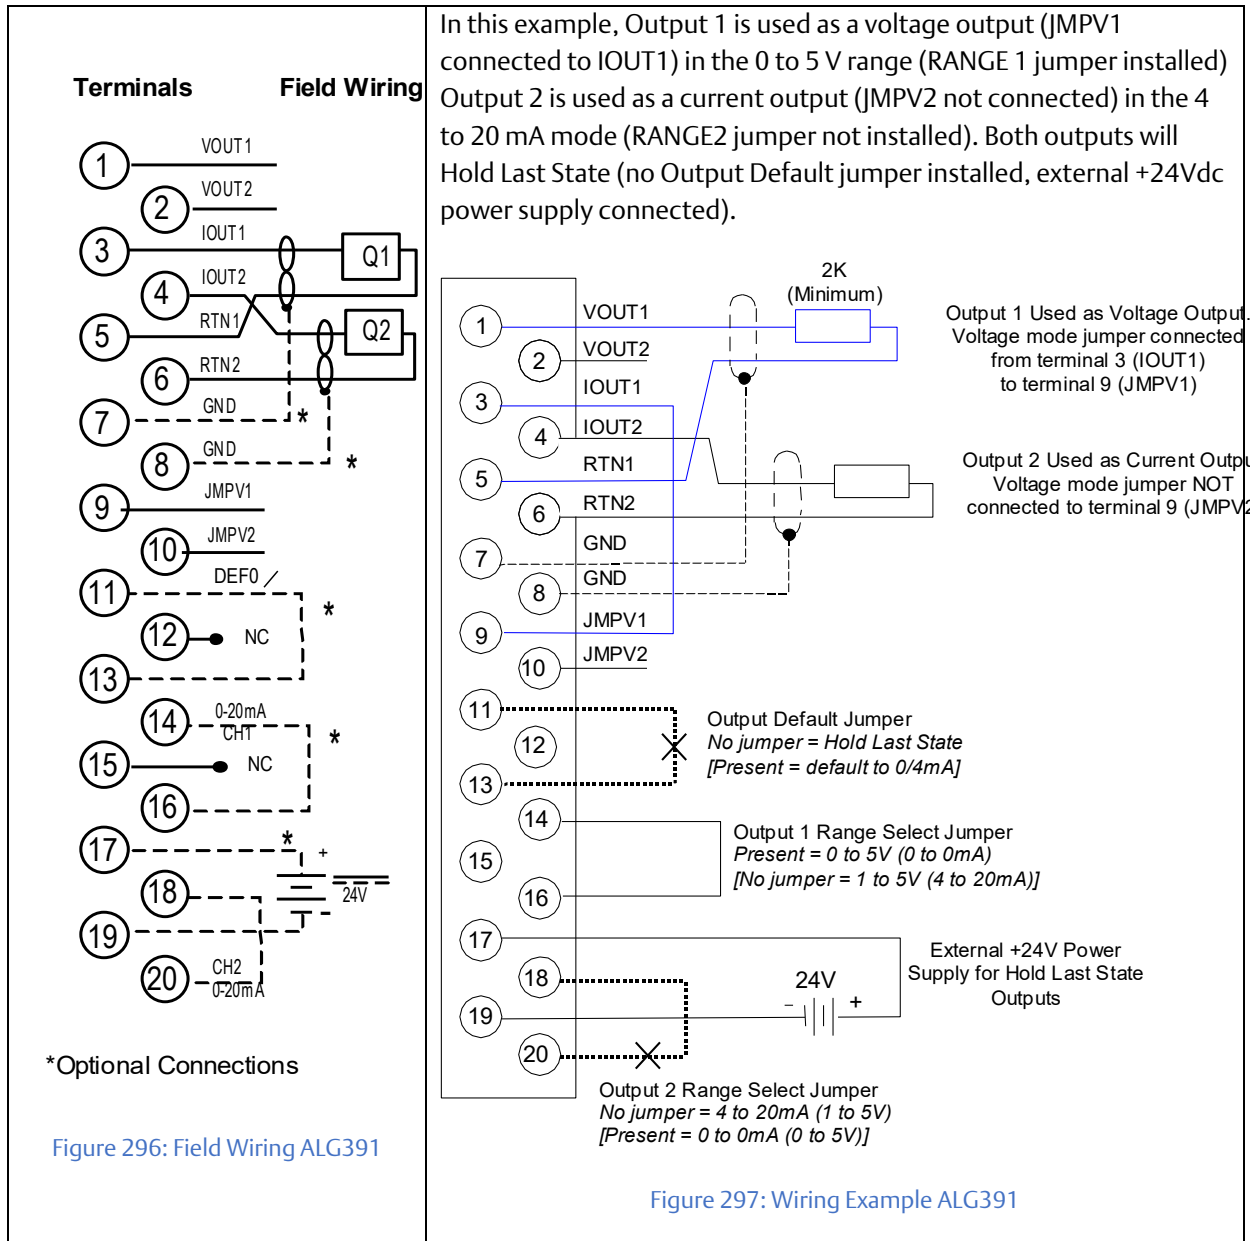 Terminals Field Wiring
1 VOUT1
2 VOUT2
3 IOUT1 Q1
4 IOUT2
5 RTN1 Q2
6 RTN2
7 GND *
8 GND *
9 JMPV1
10 JMPV2
11 DEF0 /
*
12 NC
13
14 0-20mA
CH1 *
15 NC
16
17 * +
18 24V
19 -
20 CH2
0-20mA
*Optional Connections
Figure 296: Field Wiring ALG391
In this example, Output 1 is used as a voltage output (JMPV1
connected to IOUT1) in the 0 to 5 V range (RANGE 1 jumper installed)
Output 2 is used as a current output (JMPV2 not connected) in the 4
to 20 mA mode (RANGE2 jumper not installed). Both outputs will
Hold Last State (no Output Default jumper installed, external +24Vdc
power supply connected).
2K
(Minimum)
1 VOUT1
2 VOUT2
3 IOUT1
4 IOUT2
5 RTN1
6 RTN2
7 GND
8 GND
9 JMPV1
10 JMPV2
11
12
13
14
15
16
17
18
19
20
Output 1 Used as Voltage Output.
Voltage mode jumper connected
from terminal 3 (IOUT1)
to terminal 9 (JMPV1)
Output 2 Used as Current Outpu
Voltage mode jumper NOT
connected to terminal 9 (JMPV2
Output Default Jumper
No jumper = Hold Last State
[Present = default to 0/4mA]
Output 1 Range Select Jumper
Present = 0 to 5V (0 to 0mA)
[No jumper = 1 to 5V (4 to 20mA)]
External +24V Power
Supply for Hold Last State
Outputs
24V
- +
Output 2 Range Select Jumper
No jumper = 4 to 20mA (1 to 5V)
[Present = 0 to 0mA (0 to 5V)]
Figure 297: Wiring Example ALG391